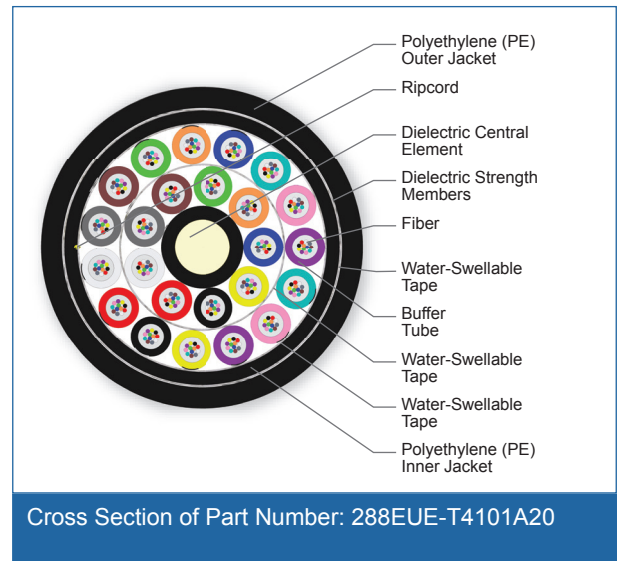 Polyethylene (PE)
Outer Jacket
Ripcord
Dielectric Central
Element
Dielectric Strength
Members
Fiber
Water-Swellable
Tape
Buffer
Tube
Water-Swellable
Tape
Water-Swellable
Tape
Polyethylene (PE)
Inner Jacket
Cross Section of Part Number: 288EUE-T4101A20